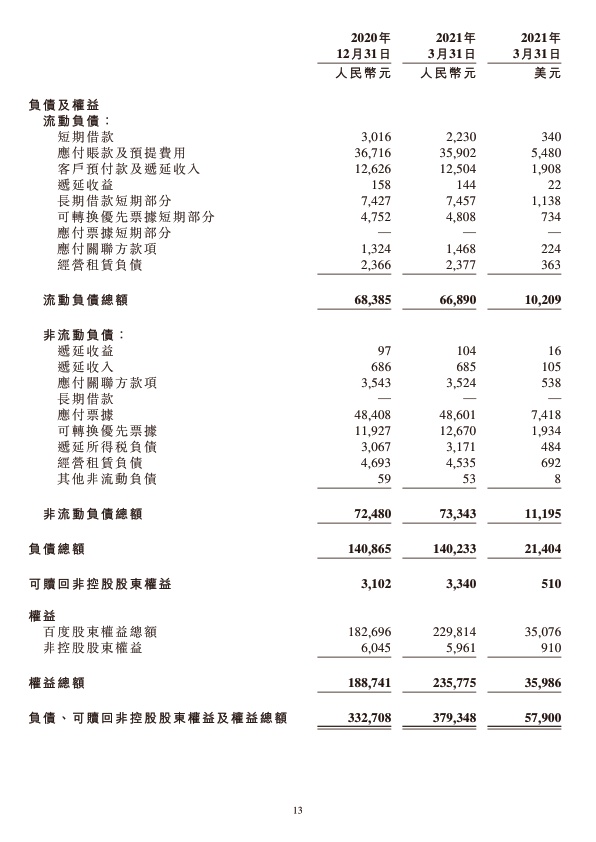 2020年 2021年 2021年
12月31日 3月31日 3月31日
人民幣元 人民幣元 美元
負債及權益
流動負債：
短期借款 3,016 2,230 340
應付賬款及預提費用 36,716 35,902 5,480
客戶預付款及遞延收入 12,626 12,504 1,908
遞延收益 158 144 22
長期借款短期部分 7,427 7,457 1,138
可轉換優先票據短期部分 4,752 4,808 734
應付票據短期部分 — — —
應付關聯方款項 1,324 1,468 224
經營租賃負債 2,366 2,377 363
流動負債總額 68,385 66,890 10,209
非流動負債：
遞延收益 97 104 16
遞延收入 686 685 105
應付關聯方款項 3,543 3,524 538
長期借款 — — —
應付票據 48,408 48,601 7,418
可轉換優先票據 11,927 12,670 1,934
遞延所得稅負債 3,067 3,171 484
經營租賃負債 4,693 4,535 692
其他非流動負債 59 53 8
非流動負債總額 72,480 73,343 11,195
負債總額 140,865 140,233 21,404
可贖回非控股股東權益 3,102 3,340 510
權益
百度股東權益總額 182,696 229,814 35,076
非控股股東權益 6,045 5,961 910
權益總額 188,741 235,775 35,986
負債、可贖回非控股股東權益及權益總額 332,708 379,348 57,900
13